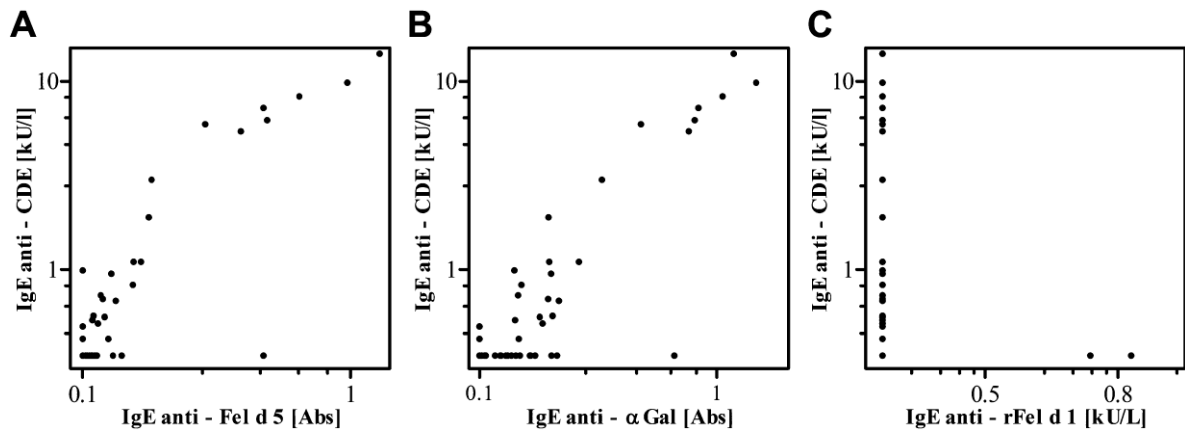 A
B
C
IgE anti - CDE [kU/l]
10
1
0.1
1
IgE anti - Fel d 5 [Abs]
IgE anti - CDE [kU/l]
10
1
0.1
1
IgE anti - α Gal [Abs]
IgE anti - CDE [kU/l]
10
1
0.5
0.8
IgE anti - rFel d 1 [kU/L]